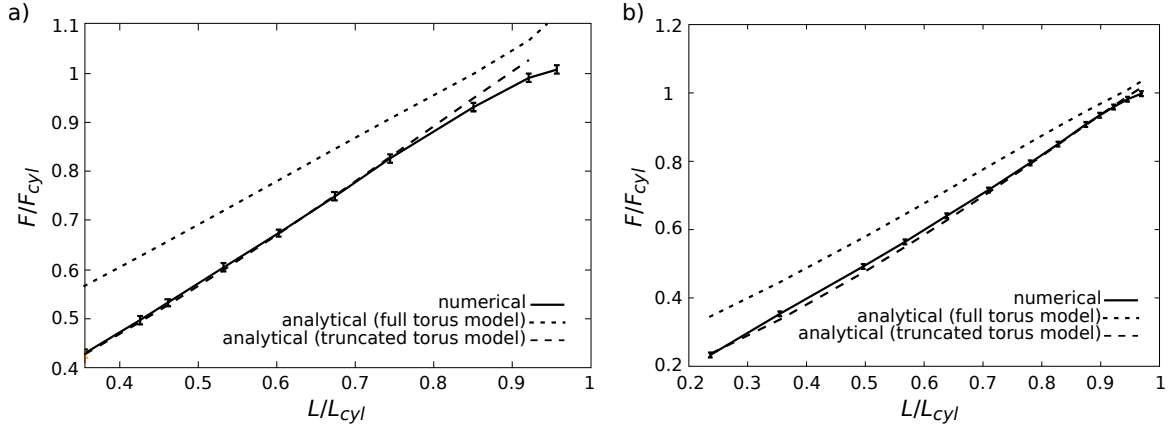 a)
1.1
1
0.9
0.8
0.7
0.6
0.5
0.4
F/F_cyl
numerical
analytical (full torus model)
analytical (truncated torus model)
0.4 0.5 0.6 0.7 0.8 0.9 1
L/L_cyl
b)
1.2
1
0.8
0.6
0.4
0.2
F/F_cyl
numerical
analytical (full torus model)
analytical (truncated torus model)
0.2 0.3 0.4 0.5 0.6 0.7 0.8 0.9 1
L/L_cyl